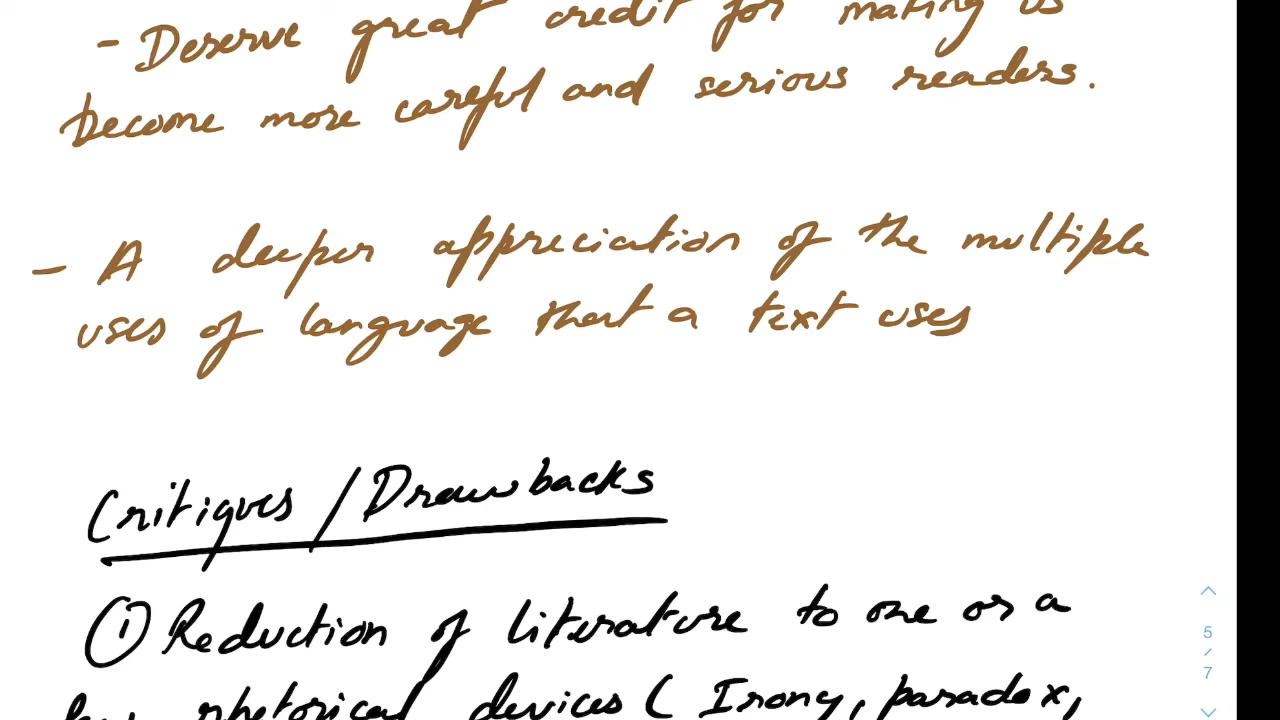 - Deserve great credit for making us
become more careful and serious readers.
- A deeper appreciation of the multiple
uses of language that a text uses
Critiques / Drawbacks
① Reduction of literature to one or a
few rhetorical devices ( Irony, paradox,
5
/
7